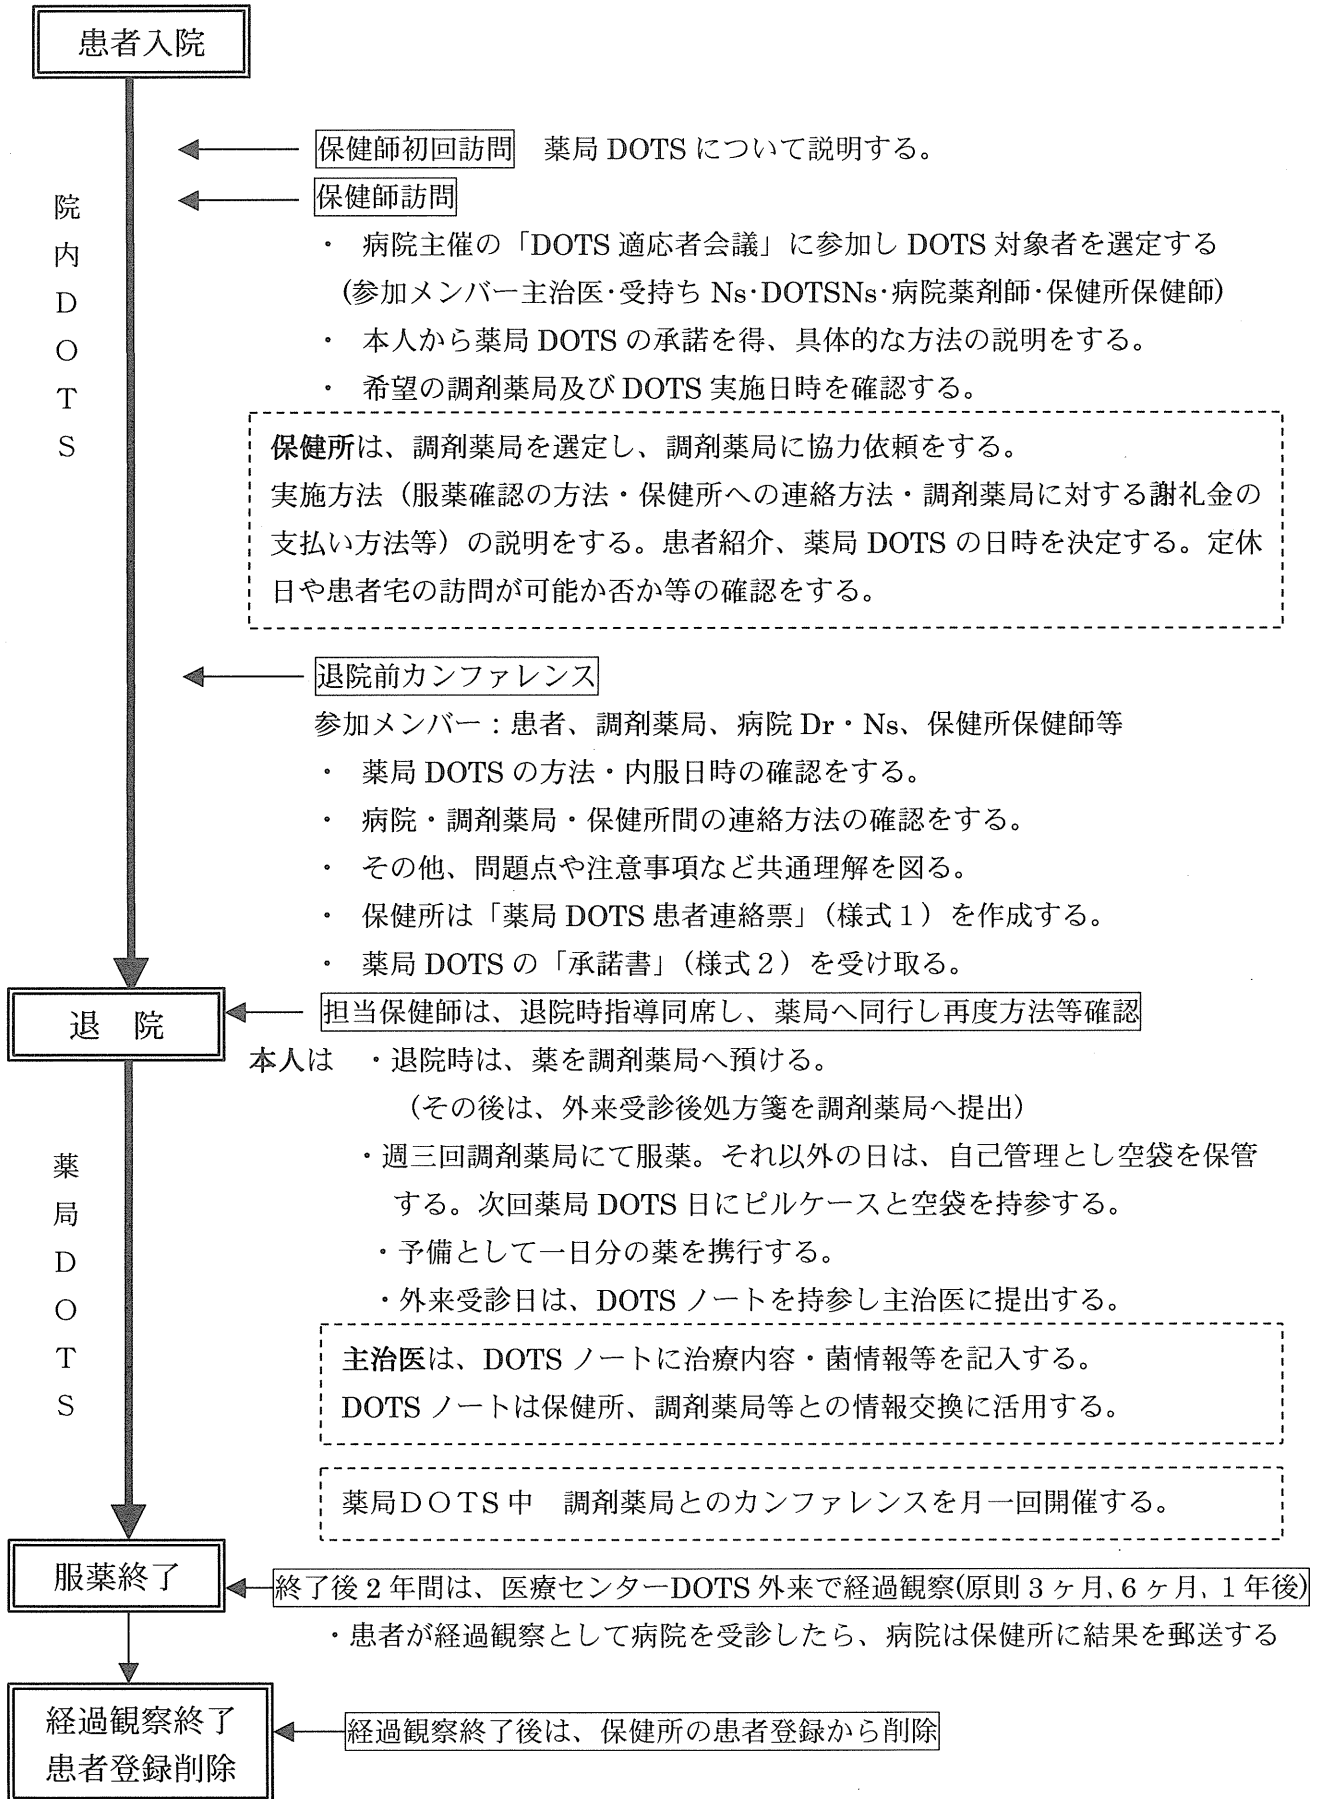 患者入院
保健師初回訪問　薬局 DOTS について説明する。
保健師訪問
院内DOTS
・　病院主催の「DOTS 適応者会議」に参加し DOTS 対象者を選定する
(参加メンバー主治医・受持ち Ns・DOTSNs・病院薬剤師・保健所保健師)
・　本人から薬局 DOTS の承諾を得、具体的な方法の説明をする。
・　希望の調剤薬局及び DOTS 実施日時を確認する。
保健所は、調剤薬局を選定し、調剤薬局に協力依頼をする。
実施方法（服薬確認の方法・保健所への連絡方法・調剤薬局に対する謝礼金の
支払い方法等）の説明をする。患者紹介、薬局 DOTS の日時を決定する。定休
日や患者宅の訪問が可能か否か等の確認をする。
退院前カンファレンス
参加メンバー：患者、調剤薬局、病院 Dr・Ns、保健所保健師等
・　薬局 DOTS の方法・内服日時の確認をする。
・　病院・調剤薬局・保健所間の連絡方法の確認をする。
・　その他、問題点や注意事項など共通理解を図る。
・　保健所は「薬局 DOTS 患者連絡票」（様式１）を作成する。
・　薬局 DOTS の「承諾書」（様式２）を受け取る。
退　院
担当保健師は、退院時指導同席し、薬局へ同行し再度方法等確認
本人は　・退院時は、薬を調剤薬局へ預ける。
（その後は、外来受診後処方箋を調剤薬局へ提出）
薬局DOTS
・週三回調剤薬局にて服薬。それ以外の日は、自己管理とし空袋を保管
する。次回薬局 DOTS 日にピルケースと空袋を持参する。
・予備として一日分の薬を携行する。
・外来受診日は、DOTS ノートを持参し主治医に提出する。
主治医は、DOTS ノートに治療内容・菌情報等を記入する。
DOTS ノートは保健所、調剤薬局等との情報交換に活用する。
薬局ＤＯＴＳ中　調剤薬局とのカンファレンスを月一回開催する。
服薬終了
終了後 2 年間は、医療センターDOTS 外来で経過観察(原則 3 ヶ月、6 ヶ月、1 年後)
・患者が経過観察として病院を受診したら、病院は保健所に結果を郵送する
経過観察終了
患者登録削除
経過観察終了後は、保健所の患者登録から削除